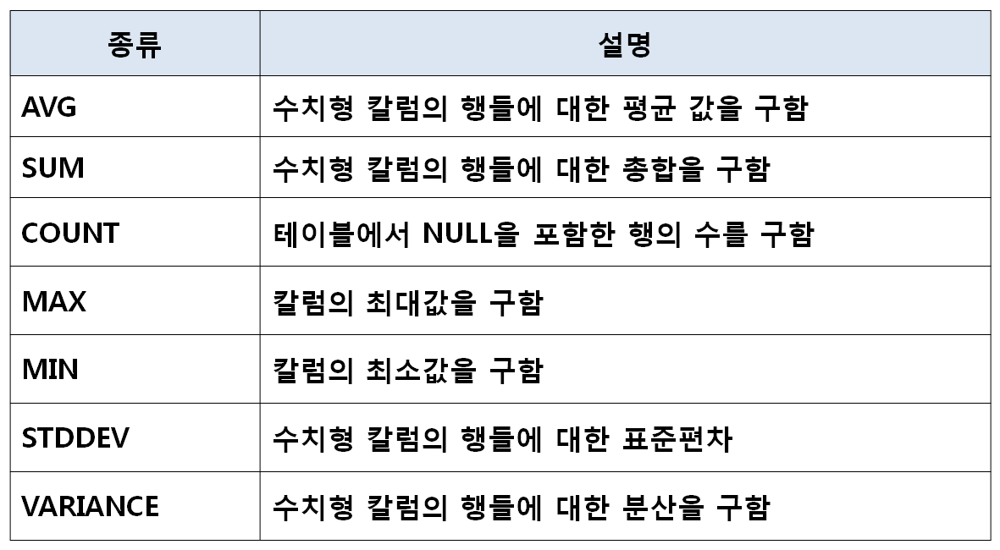 종류 설명
AVG 수치형 칼럼의 행들에 대한 평균 값을 구함
SUM 수치형 칼럼의 행들에 대한 총합을 구함
COUNT 테이블에서 NULL을 포함한 행의 수를 구함
MAX 칼럼의 최대값을 구함
MIN 칼럼의 최소값을 구함
STDDEV 수치형 칼럼의 행들에 대한 표준편차
VARIANCE 수치형 칼럼의 행들에 대한 분산을 구함